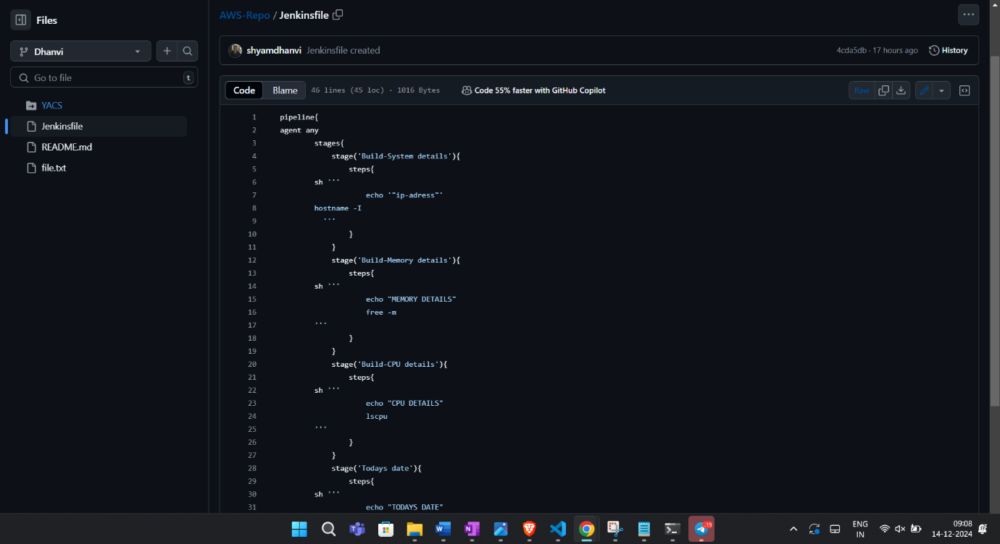 Files
Dhanvi
Go to file
t
YACS
Jenkinsfile
README.md
file.txt
AWS-Repo / Jenkinsfile
shyamdhanvi Jenkinsfile created
4cda5db · 17 hours ago
History
Code
Blame
46 lines (45 loc) · 1016 Bytes
Code 55% faster with GitHub Copilot
Raw
1 pipeline{
2 agent any
3 stages{
4 stage('Build-System details'){
5 steps{
6 sh '''
7 echo '"ip-adress"'
8 hostname -I
9 '''
10 }
11 }
12 stage('Build-Memory details'){
13 steps{
14 sh '''
15 echo "MEMORY DETAILS"
16 free -m
17 '''
18 }
19 }
20 stage('Build-CPU details'){
21 steps{
22 sh '''
23 echo "CPU DETAILS"
24 lscpu
25 '''
26 }
27 }
28 stage('Todays date'){
29 steps{
30 sh '''
31 echo "TODAYS DATE"
19
ENG
IN
09:08
14-12-2024